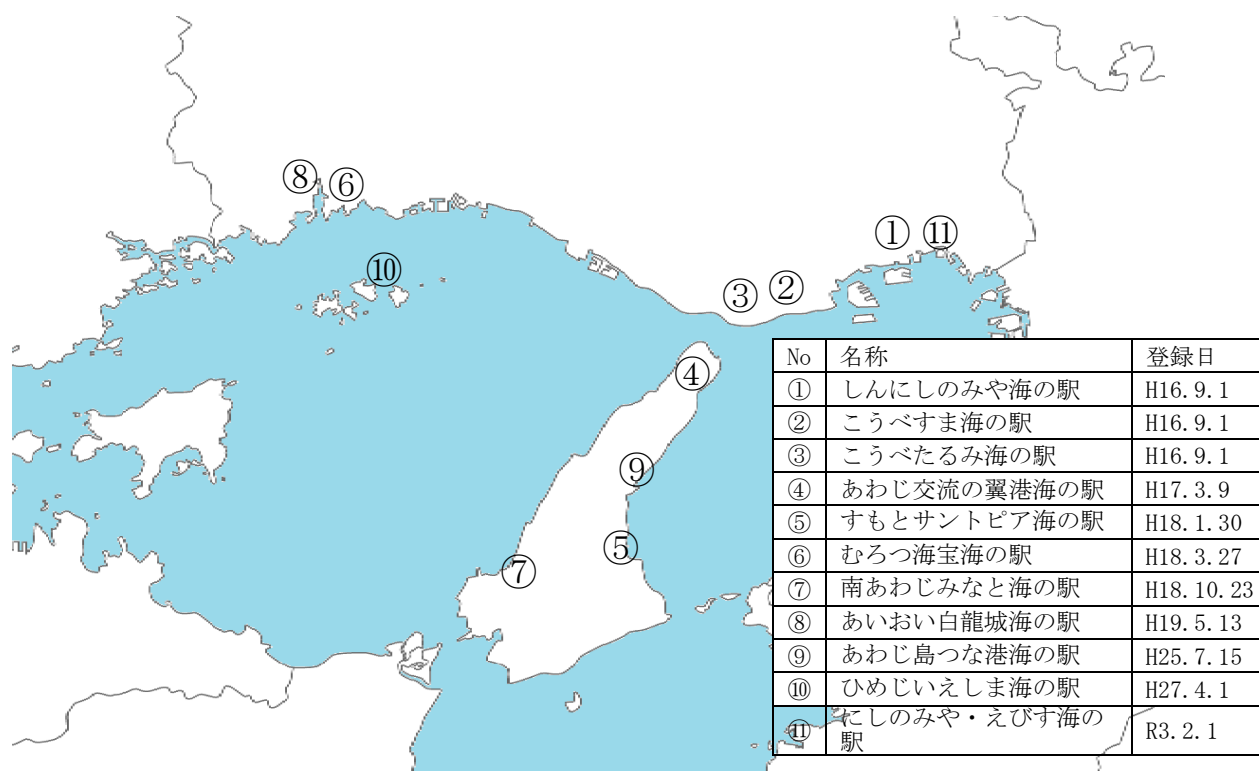 ⑧
⑥
①
⑪
⑩
③
②
④
⑨
⑤
⑦
No 名称 登録日
① しんにしのみや海の駅 H16.9.1
② こうべすま海の駅 H16.9.1
③ こうべたるみ海の駅 H16.9.1
④ あわじ交流の翼港海の駅 H17.3.9
⑤ すもとサントピア海の駅 H18.1.30
⑥ むろつ海宝海の駅 H18.3.27
⑦ 南あわじみなと海の駅 H18.10.23
⑧ あいおい白龍城海の駅 H19.5.13
⑨ あわじ島つな港海の駅 H25.7.15
⑩ ひめじいえしま海の駅 H27.4.1
⑪ にしのみや・えびす海の
駅 R3.2.1